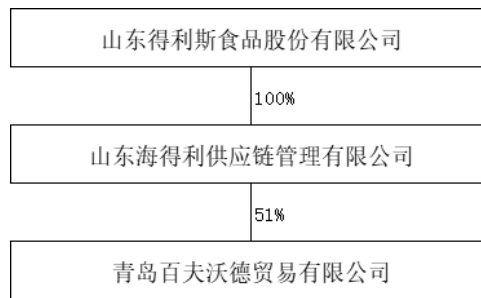 山东得利斯食品股份有限公司
100%
山东海得利供应链管理有限公司
51%
青岛百夫沃德贸易有限公司